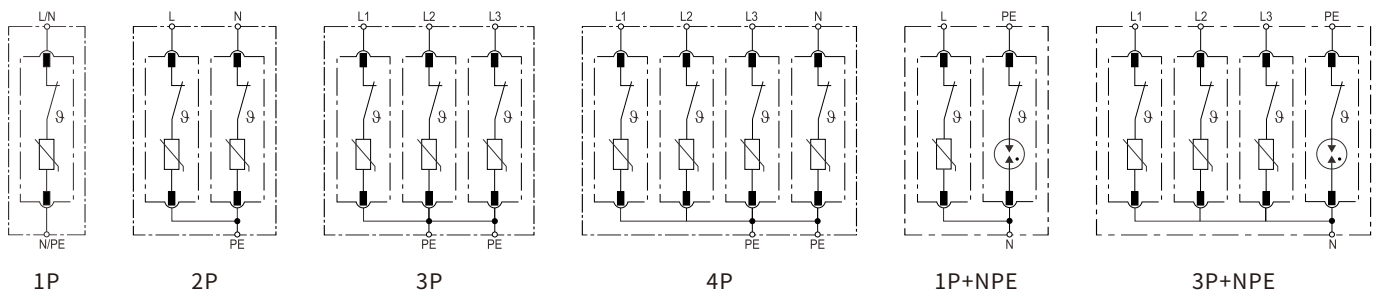 L/N L N L1 L2 L3 L1 L2 L3 N L PE L1 L2 L3 PE
ϑ ϑ ϑ ϑ ϑ ϑ ϑ ϑ ϑ ϑ ϑ ϑ ϑ ϑ ϑ ϑ
N/PE PE PE PE PE PE N N
1P 2P 3P 4P 1P+NPE 3P+NPE